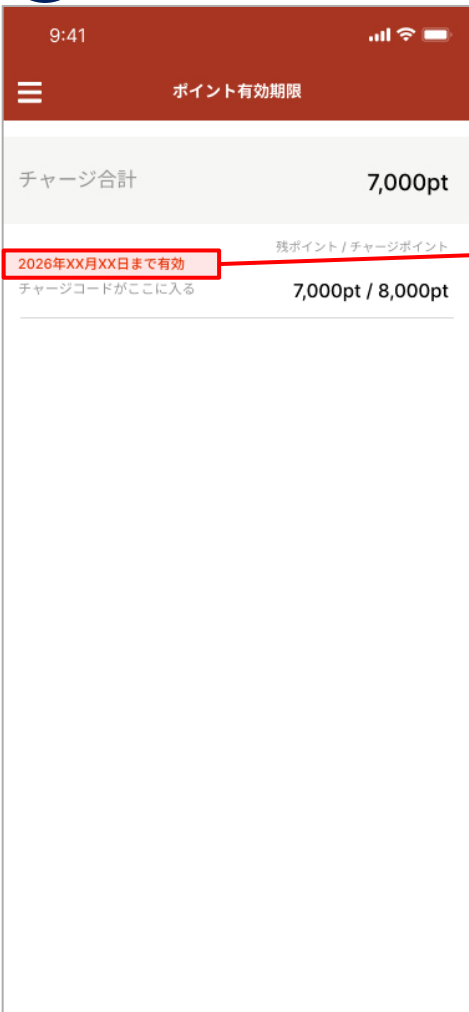 9:41
ポイント有効期限
チャージ合計
7,000pt
残ポイント / チャージポイント
2026年XX月XX日まで有効
チャージコードがここに入る
7,000pt / 8,000pt